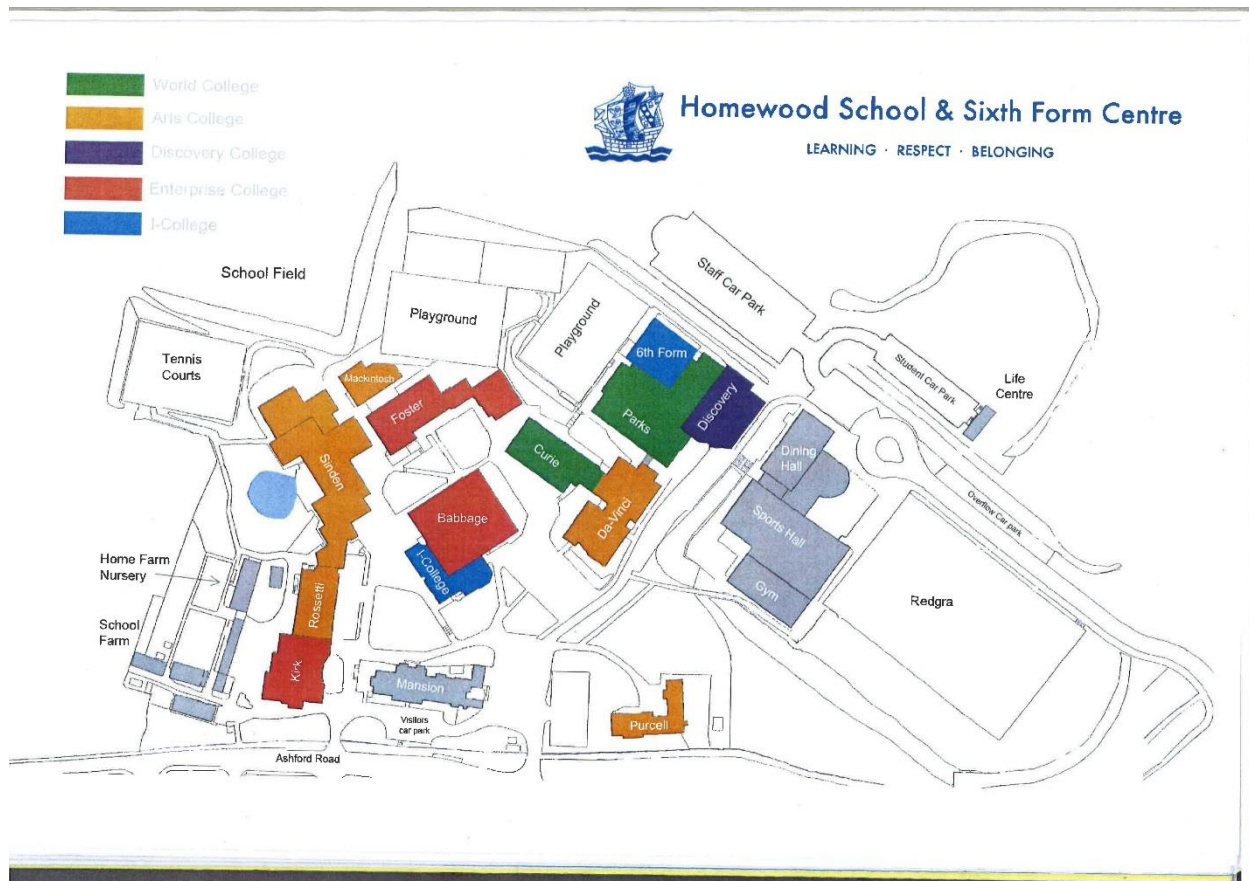 World College
Arts College
Discovery College
Enterprise College
I-College
Homewood School & Sixth Form Centre
LEARNING · RESPECT · BELONGING
School Field
Staff Car Park
Playground
Playground
6th Form
Tennis
Courts
Mackintosh
Foster
Parks
Discovery
Student Car Park
Life
Centre
Curie
Dining
Hall
Sinden
Da-Vinci
Sports Hall
Overflow Car park
Babbage
I-College
Home Farm
Nursery
Gym
Redgra
Rossetti
School
Farm
Kirk
Mansion
Purcell
Visitors
car park
Ashford Road